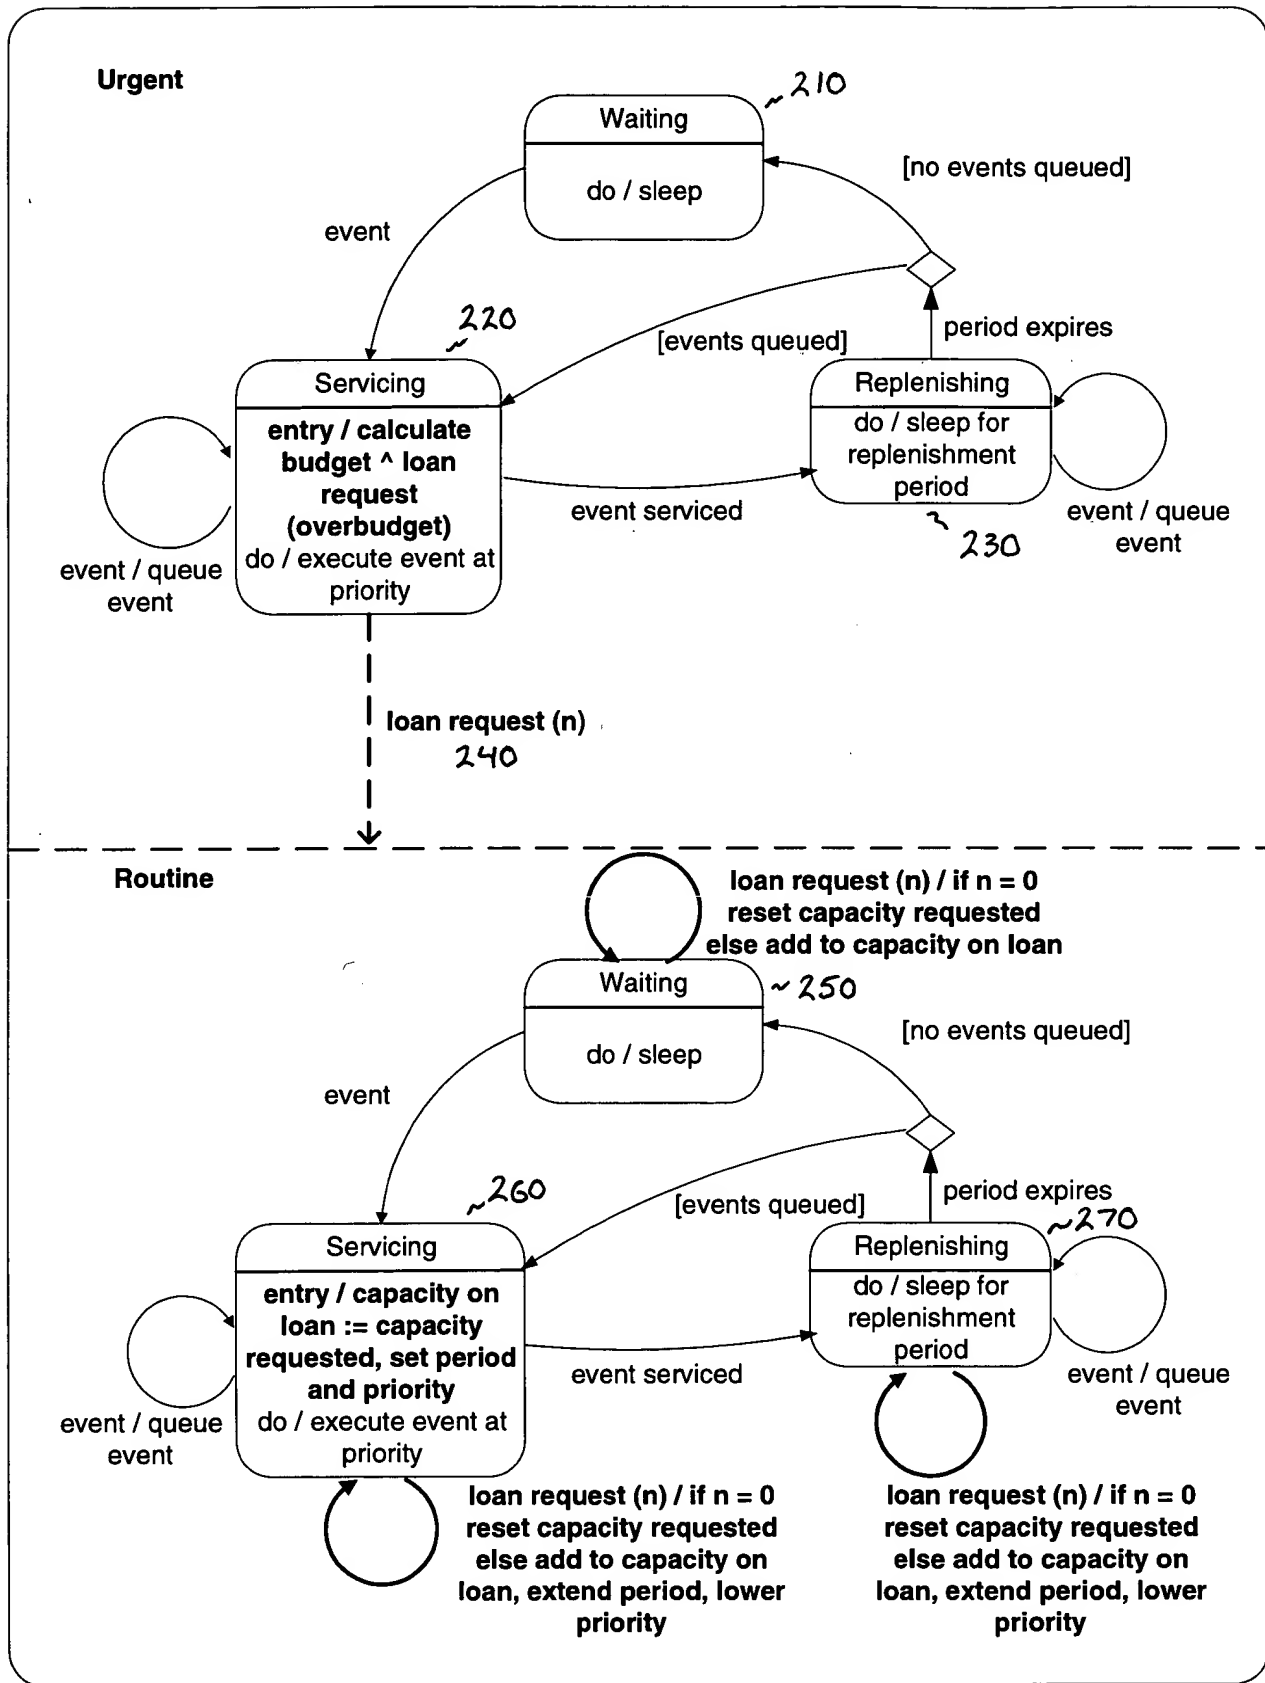 Urgent
~210
Waiting
do / sleep
[no events queued]
event
~220
[events queued]
period expires
Servicing
entry / calculate
budget ^ loan
request
(overbudget)
do / execute event at
priority
Replenishing
do / sleep for
replenishment
period
event serviced
~230
event / queue
event
event / queue
event
loan request (n)
240
Routine
loan request (n) / if n = 0
reset capacity requested
else add to capacity on loan
Waiting
~250
do / sleep
[no events queued]
event
~260
[events queued]
period expires
~270
Servicing
entry / capacity on
loan := capacity
requested, set period
and priority
do / execute event at
priority
Replenishing
do / sleep for
replenishment
period
event serviced
event / queue
event
event / queue
event
loan request (n) / if n = 0
reset capacity requested
else add to capacity on
loan, extend period, lower
priority
loan request (n) / if n = 0
reset capacity requested
else add to capacity on
loan, extend period, lower
priority